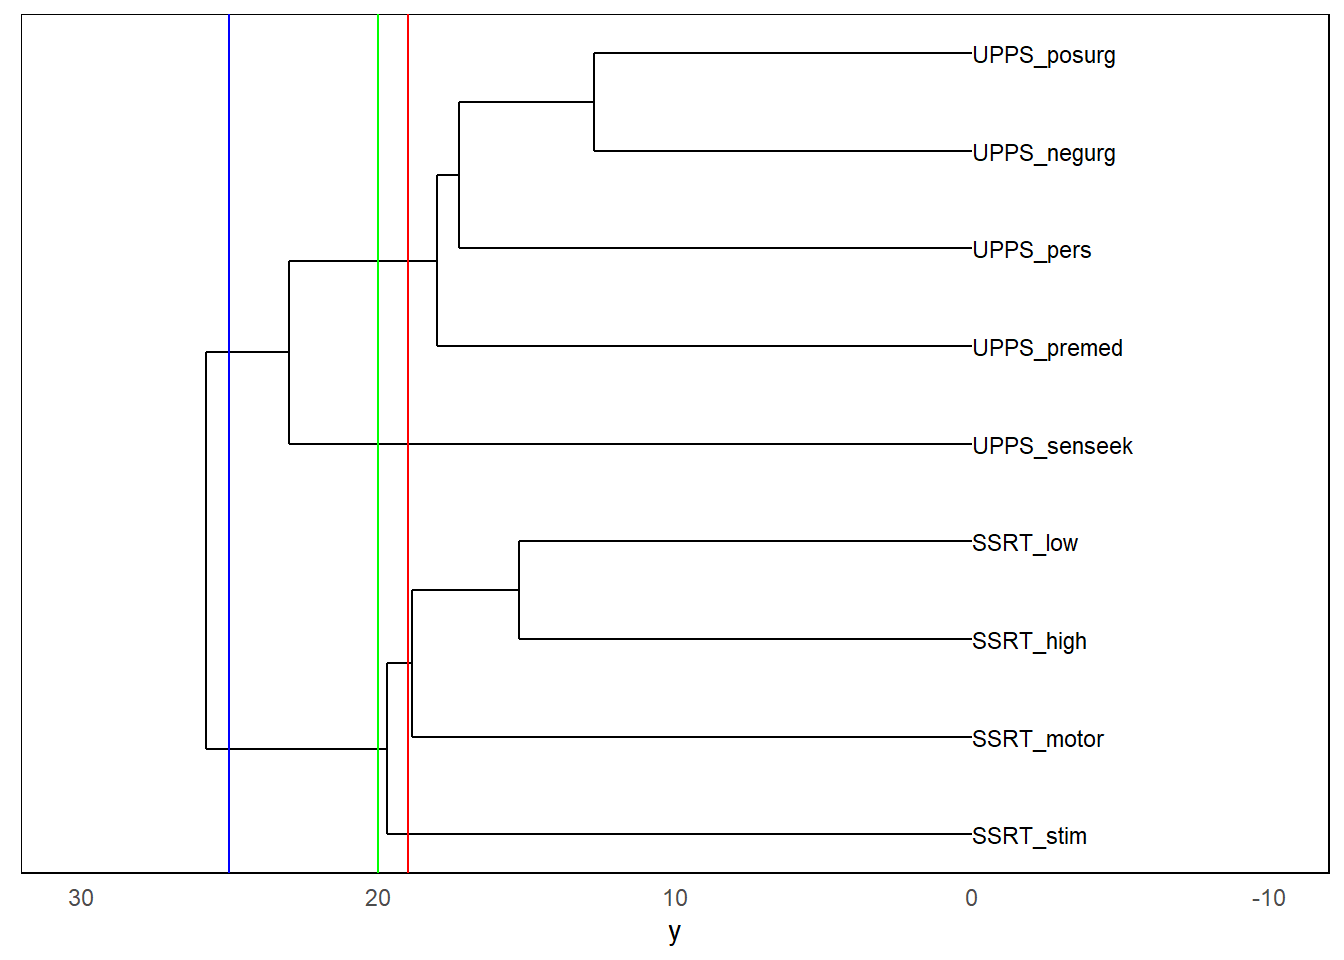 UPPS_posurg
UPPS_negurg
UPPS_pers
UPPS_premed
UPPS_senseek
SSRT_low
SSRT_high
SSRT_motor
SSRT_stim
30 20 10 0 -10
y